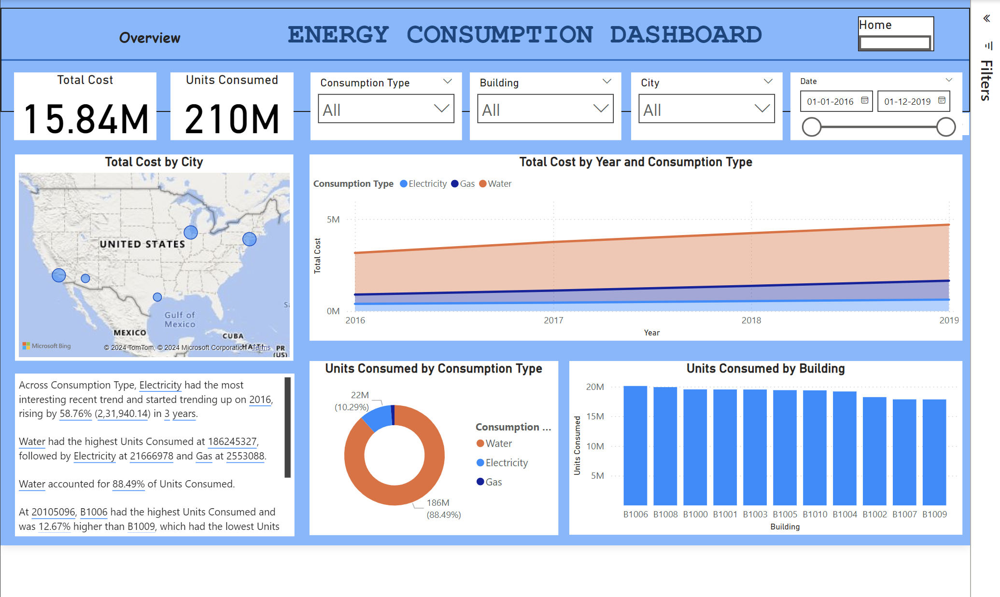 Overview
ENERGY CONSUMPTION DASHBOARD
Home
Filters
Total Cost
15.84M
Units Consumed
210M
Consumption Type
All
Building
All
City
All
Date
01-01-2016
01-12-2019
Total Cost by City
UNITED STATES
Gulf of
Mexico
MEXICO
CUBA
PR
(US)
Microsoft Bing
© 2024 TomTom, © 2024 Microsoft Corporation Terms
Total Cost by Year and Consumption Type
Consumption Type Electricity Gas Water
Total Cost
5M
0M
2016 2017 2018 2019
Year
Across Consumption Type, Electricity had the most
interesting recent trend and started trending up on 2016,
rising by 58.76% (2,31,940.14) in 3 years.
Water had the highest Units Consumed at 186245327,
followed by Electricity at 21666978 and Gas at 2553088.
Water accounted for 88.49% of Units Consumed.
At 20105096, B1006 had the highest Units Consumed and
was 12.67% higher than B1009, which had the lowest Units
Units Consumed by Consumption Type
22M
(10.29%)
186M
(88.49%)
Consumption ...
Water
Electricity
Gas
Units Consumed by Building
Units Consumed
20M
15M
10M
5M
B1006 B1008 B1000 B1001 B1003 B1005 B1010 B1004 B1002 B1007 B1009
Building